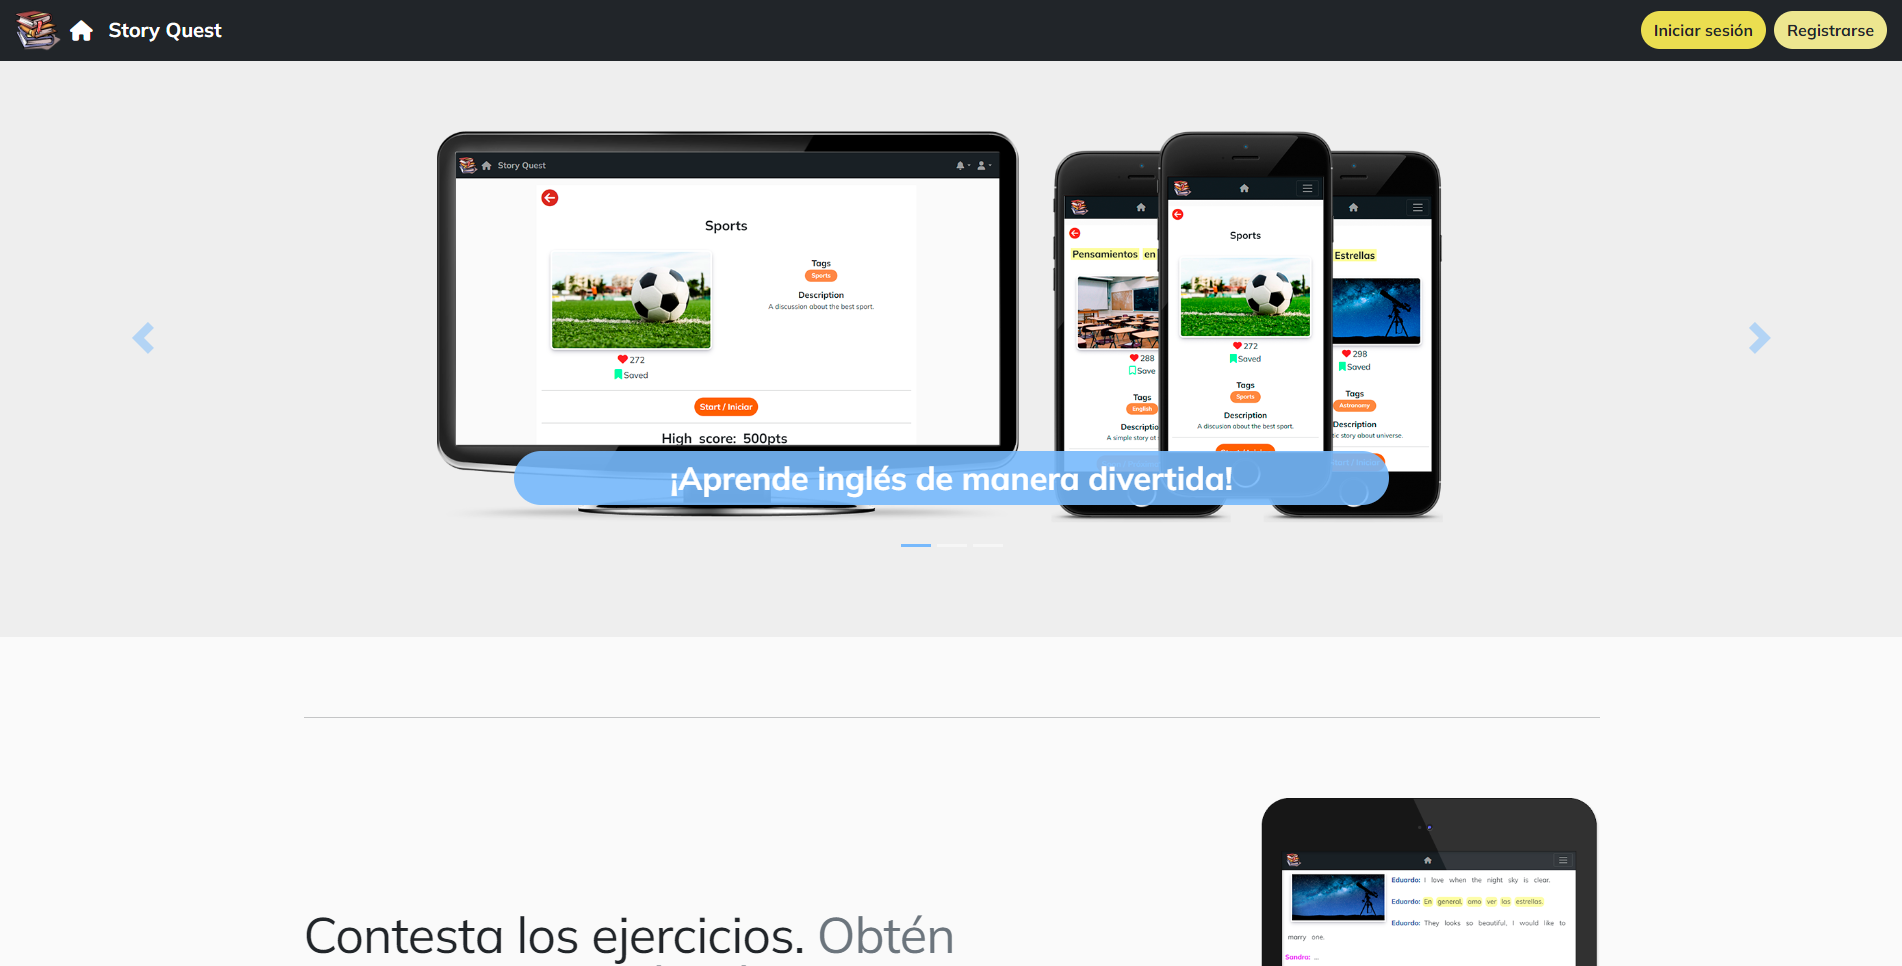 Story Quest
Iniciar sesión
Registrarse
Story Quest
Sports
Tags
Sports
Description
A discussion about the best sport.
272
Saved
Start / Iniciar
High score: 500pts
Pensamientos en
288
Save
Tags
English
Descriptio
A simple story at
Sports
272
Saved
Tags
Sports
Description
A discussion about the best sport.
Estrellas
298
Saved
Tags
Astronomy
Description
tic story about universe.
¡Aprende inglés de manera divertida!
Contesta los ejercicios. Obtén
Eduardo: I love when the night sky is clear.
Eduardo: En general, amo ver las estrellas.
Eduardo: They looks so beautiful, I would like to
marry one.
Sandra: ...